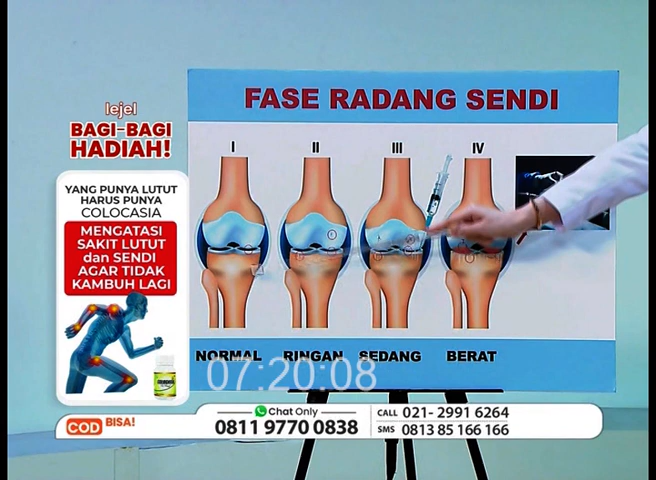 FASE RADANG SENDI
I II III IV
lejel
BAGI-BAGI
HADIAH!
YANG PUNYA LUTUT
HARUS PUNYA
COLOCASIA
MENGATASI
SAKIT LUTUT
dan SENDI
AGAR TIDAK
KAMBUH LAGI
NORMAL RINGAN SEDANG BERAT
07:20:08
COD BISA!
Chat Only
0811 9770 0838
CALL 021- 2991 6264
SMS 0813 85 166 166